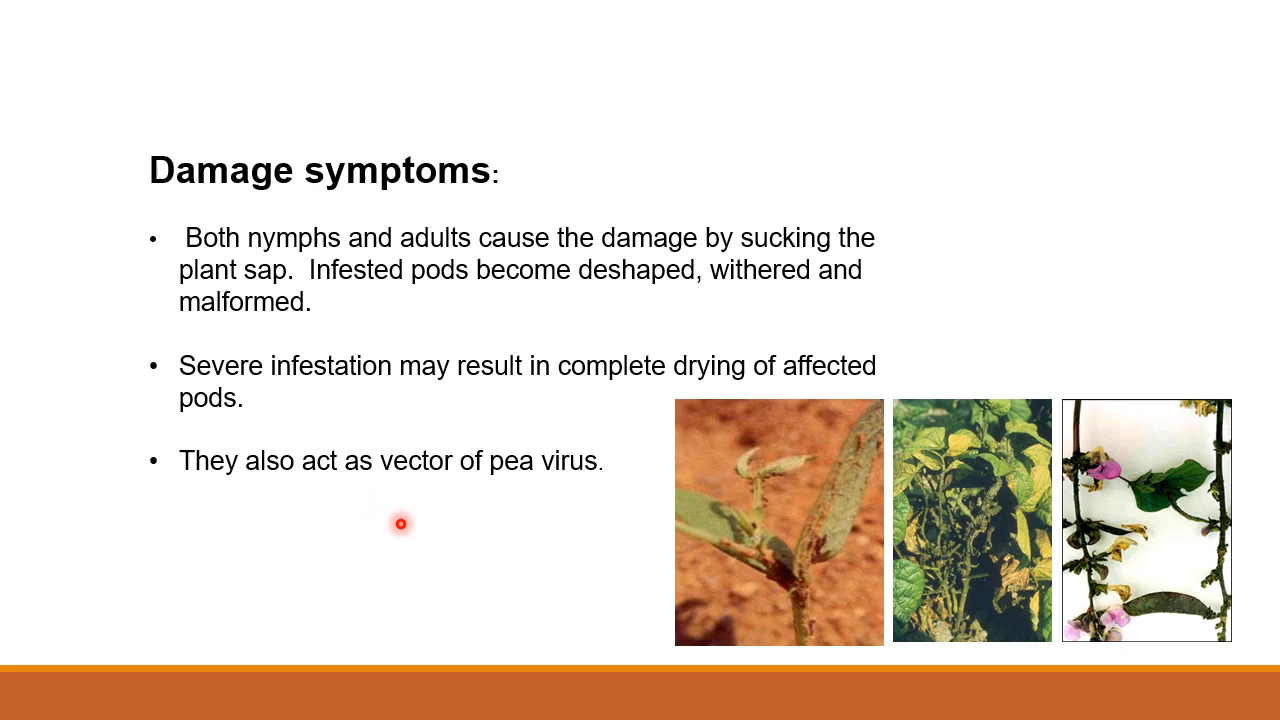 Damage symptoms:
• Both nymphs and adults cause the damage by sucking the
plant sap.  Infested pods become deshaped, withered and
malformed.
• Severe infestation may result in complete drying of affected
pods.
• They also act as vector of pea virus.